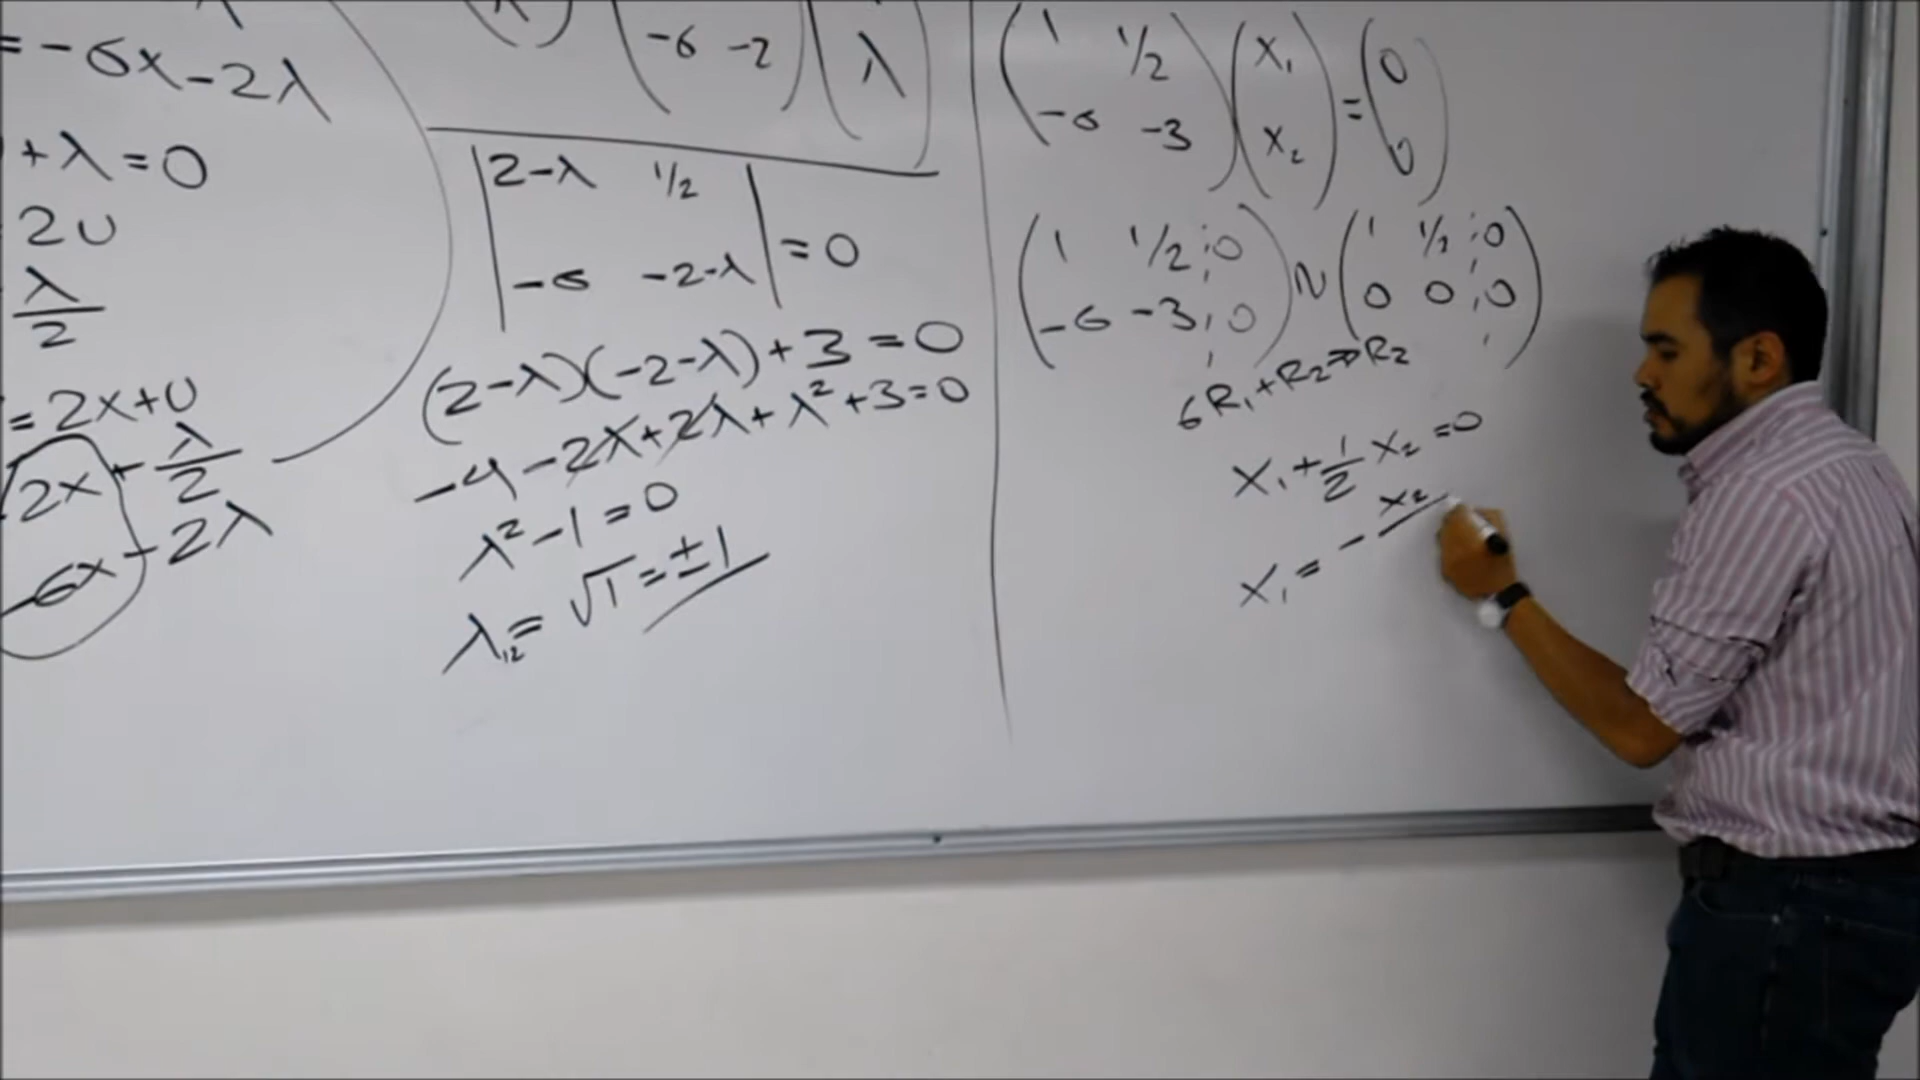 = -6x-2λ
+λ=0
2u
λ/2
=2x+u
2x+λ/2
-6x-2λ
-6 -2
λ
|2-λ 1/2|
|-6 -2-λ| =0
(2-λ)(-2-λ)+3=0
-4-2λ+2λ+λ²+3=0
λ²-1=0
λ₁₂=√1=±1
(1 1/2) (x₁) = (0)
(-6 -3) (x₂) (0)
(1 1/2 ¦ 0) ~ (1 1/2 ¦ 0)
(-6 -3 ¦ 0) (0 0 ¦ 0)
6R₁+R₂⇒R₂
x₁+1/2 x₂=0
x₁=-x₂